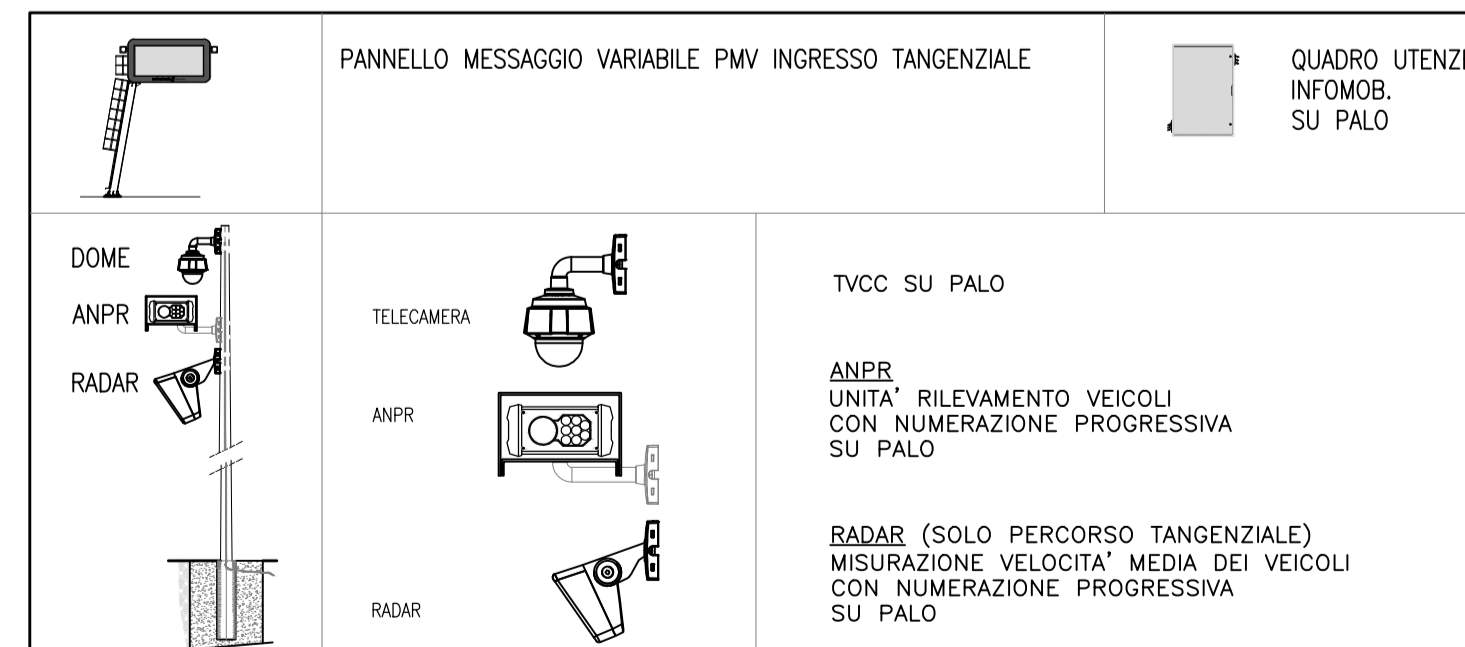 PANNELLO MESSAGGIO VARIABILE PMV INGRESSO TANGENZIALE
QUADRO UTENZE
INFOMOB.
SU PALO
DOME
ANPR
RADAR
TELECAMERA
ANPR
RADAR
TVCC SU PALO
ANPR
UNITA' RILEVAMENTO VEICOLI
CON NUMERAZIONE PROGRESSIVA
SU PALO
RADAR (SOLO PERCORSO TANGENZIALE)
MISURAZIONE VELOCITA' MEDIA DEI VEICOLI
CON NUMERAZIONE PROGRESSIVA
SU PALO